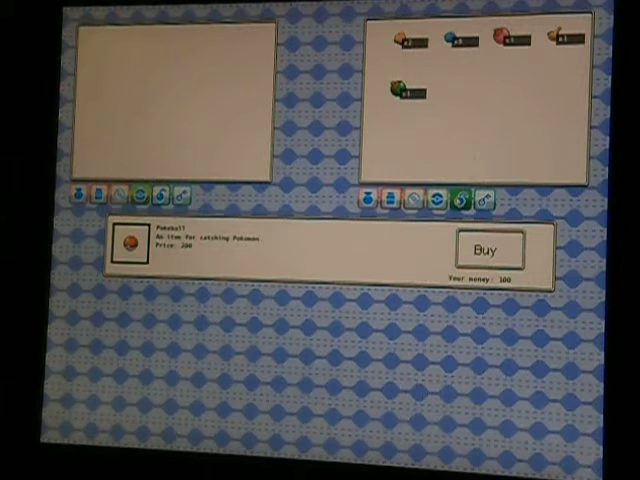 Pokeball
An item for catching Pokemon.
Price: 200
Buy
Your money: 100